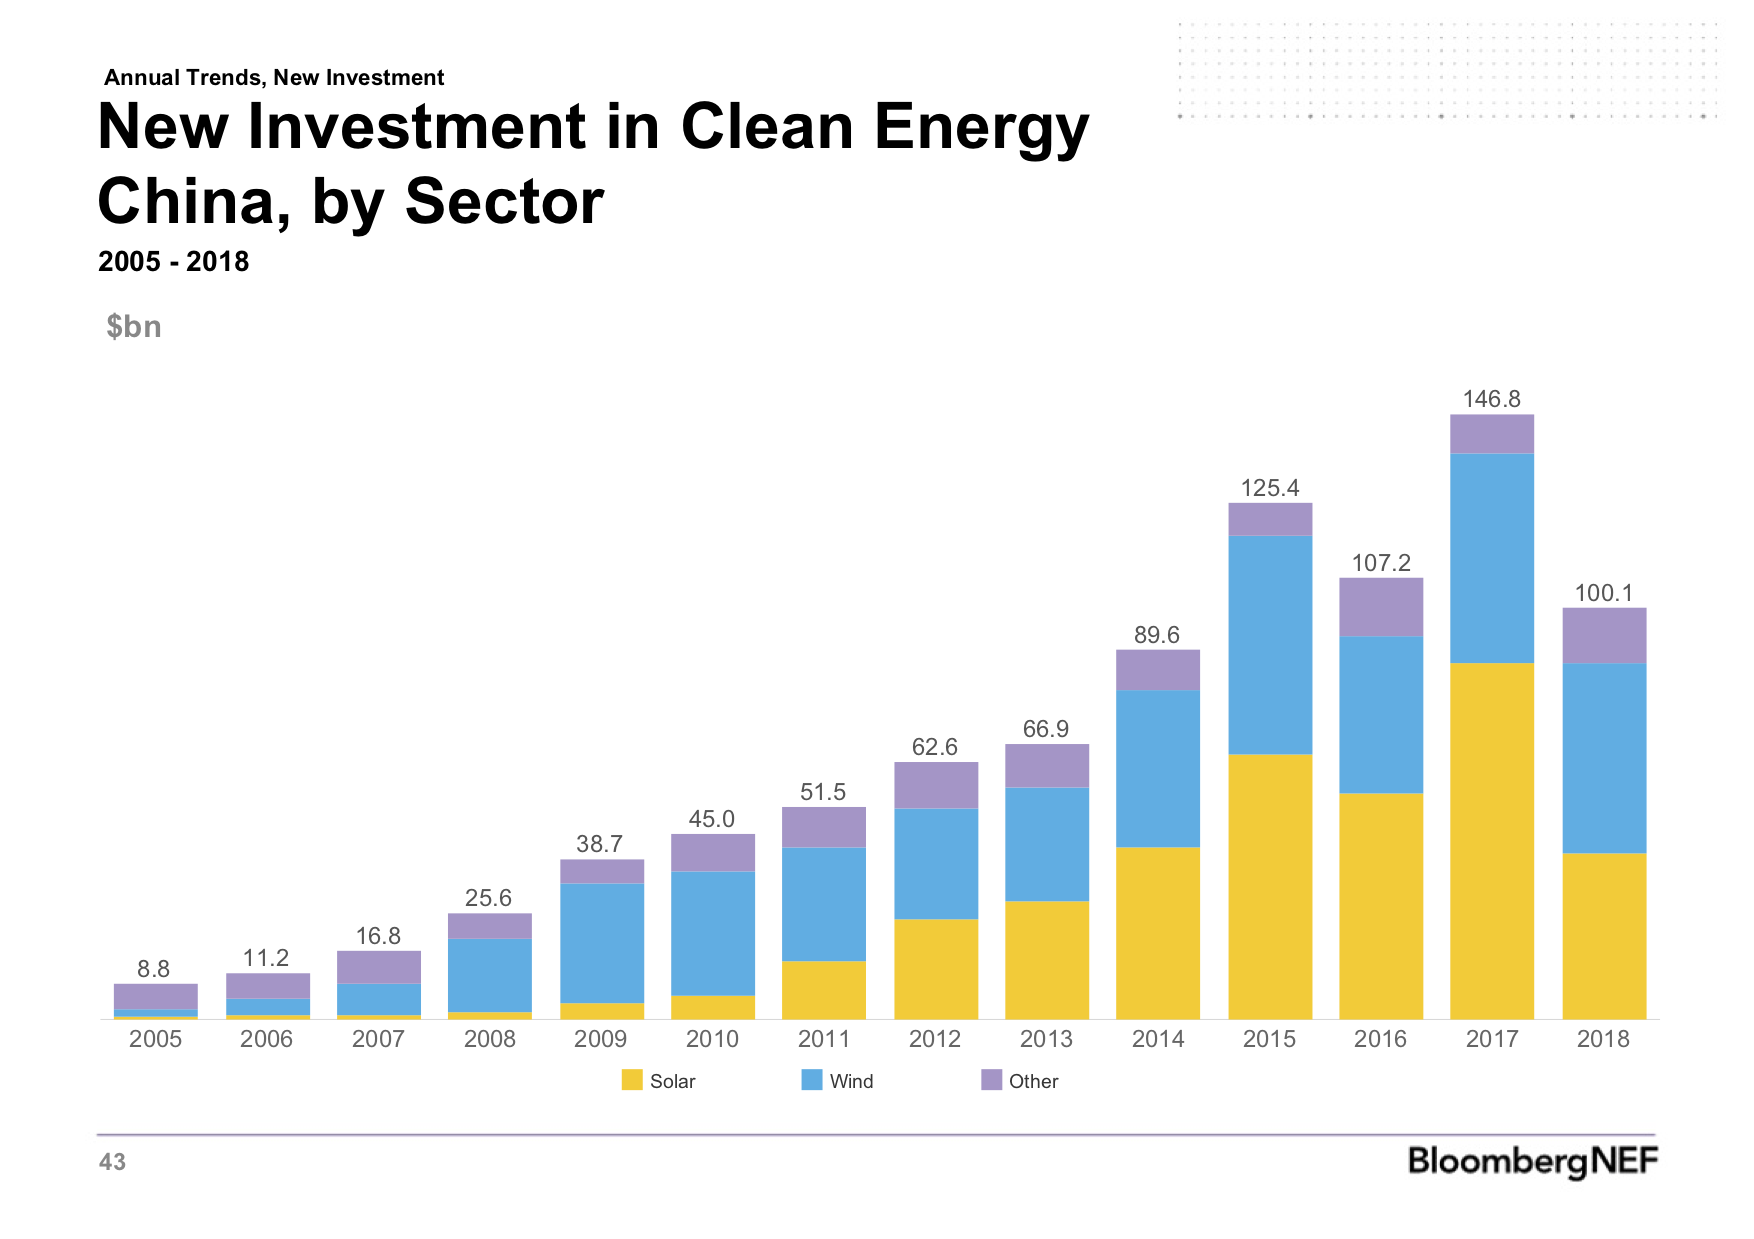 Annual Trends, New Investment
New Investment in Clean Energy
China, by Sector
2005 - 2018
$bn
146.8
125.4
107.2
100.1
89.6
66.9
62.6
51.5
45.0
38.7
25.6
16.8
11.2
8.8
2005 2006 2007 2008 2009 2010 2011 2012 2013 2014 2015 2016 2017 2018
Solar Wind Other
43
BloombergNEF